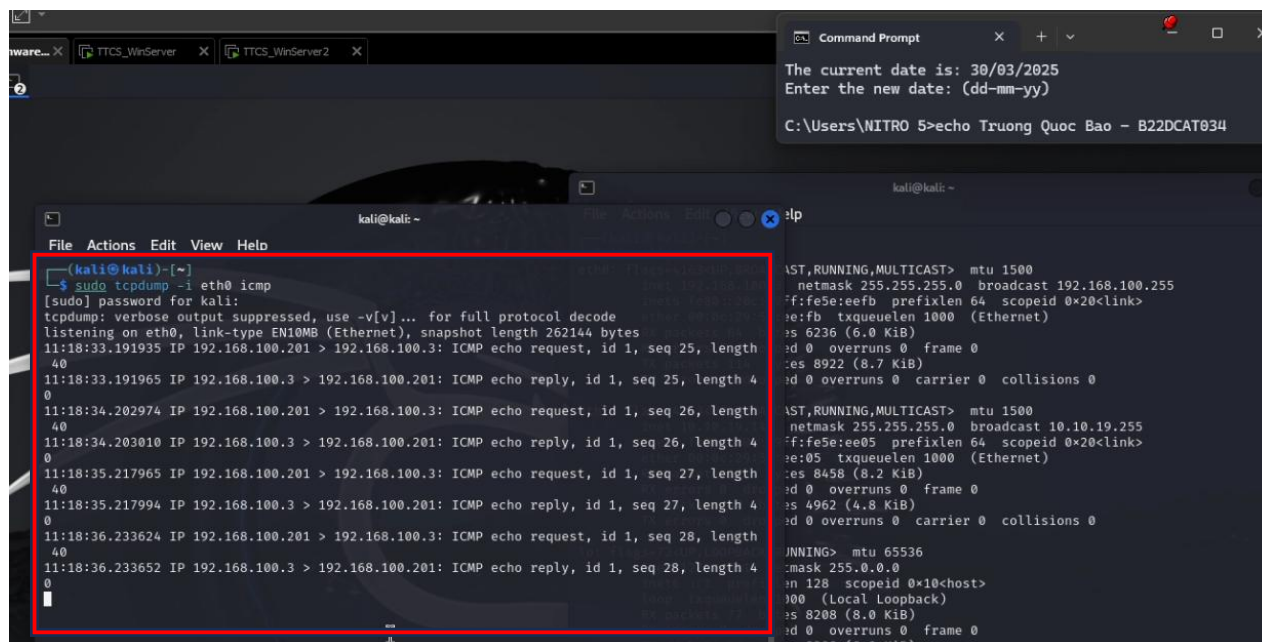 nware... X TTCS_WinServer X TTCS_WinServer2 X
Command Prompt
The current date is: 30/03/2025
Enter the new date: (dd-mm-yy)
C:\Users\NITRO 5>echo Truong Quoc Bao - B22DCAT034
2
kali@kali: ~
File Actions Edit View Help
┌──(kali㉿kali)-[~]
└─$ sudo tcpdump -i eth0 icmp
[sudo] password for kali:
tcpdump: verbose output suppressed, use -v[v]... for full protocol decode
listening on eth0, link-type EN10MB (Ethernet), snapshot length 262144 bytes
11:18:33.191935 IP 192.168.100.201 > 192.168.100.3: ICMP echo request, id 1, seq 25, length
40
11:18:33.191965 IP 192.168.100.3 > 192.168.100.201: ICMP echo reply, id 1, seq 25, length 4
0
11:18:34.202974 IP 192.168.100.201 > 192.168.100.3: ICMP echo request, id 1, seq 26, length
40
11:18:34.203010 IP 192.168.100.3 > 192.168.100.201: ICMP echo reply, id 1, seq 26, length 4
0
11:18:35.217965 IP 192.168.100.201 > 192.168.100.3: ICMP echo request, id 1, seq 27, length
40
11:18:35.217994 IP 192.168.100.3 > 192.168.100.201: ICMP echo reply, id 1, seq 27, length 4
0
11:18:36.233624 IP 192.168.100.201 > 192.168.100.3: ICMP echo request, id 1, seq 28, length
40
11:18:36.233652 IP 192.168.100.3 > 192.168.100.201: ICMP echo reply, id 1, seq 28, length 4
0
kali@kali: ~
File Actions Edit elp
AST,RUNNING,MULTICAST> mtu 1500
netmask 255.255.255.0 broadcast 192.168.100.255
ff:fe5e:eefb prefixlen 64 scopeid 0×20<link>
ee:fb txqueuelen 1000 (Ethernet)
es 6236 (6.0 KiB)
ed 0 overruns 0 frame 0
tes 8922 (8.7 KiB)
ed 0 overruns 0 carrier 0 collisions 0
AST,RUNNING,MULTICAST> mtu 1500
netmask 255.255.255.0 broadcast 10.10.19.255
ff:fe5e:ee05 prefixlen 64 scopeid 0×20<link>
ee:05 txqueuelen 1000 (Ethernet)
tes 8458 (8.2 KiB)
ed 0 overruns 0 frame 0
es 4962 (4.8 KiB)
ed 0 overruns 0 carrier 0 collisions 0
UNNING> mtu 65536
tmask 255.0.0.0
en 128 scopeid 0×10<host>
000 (Local Loopback)
es 8208 (8.0 KiB)
ed 0 overruns 0 frame 0